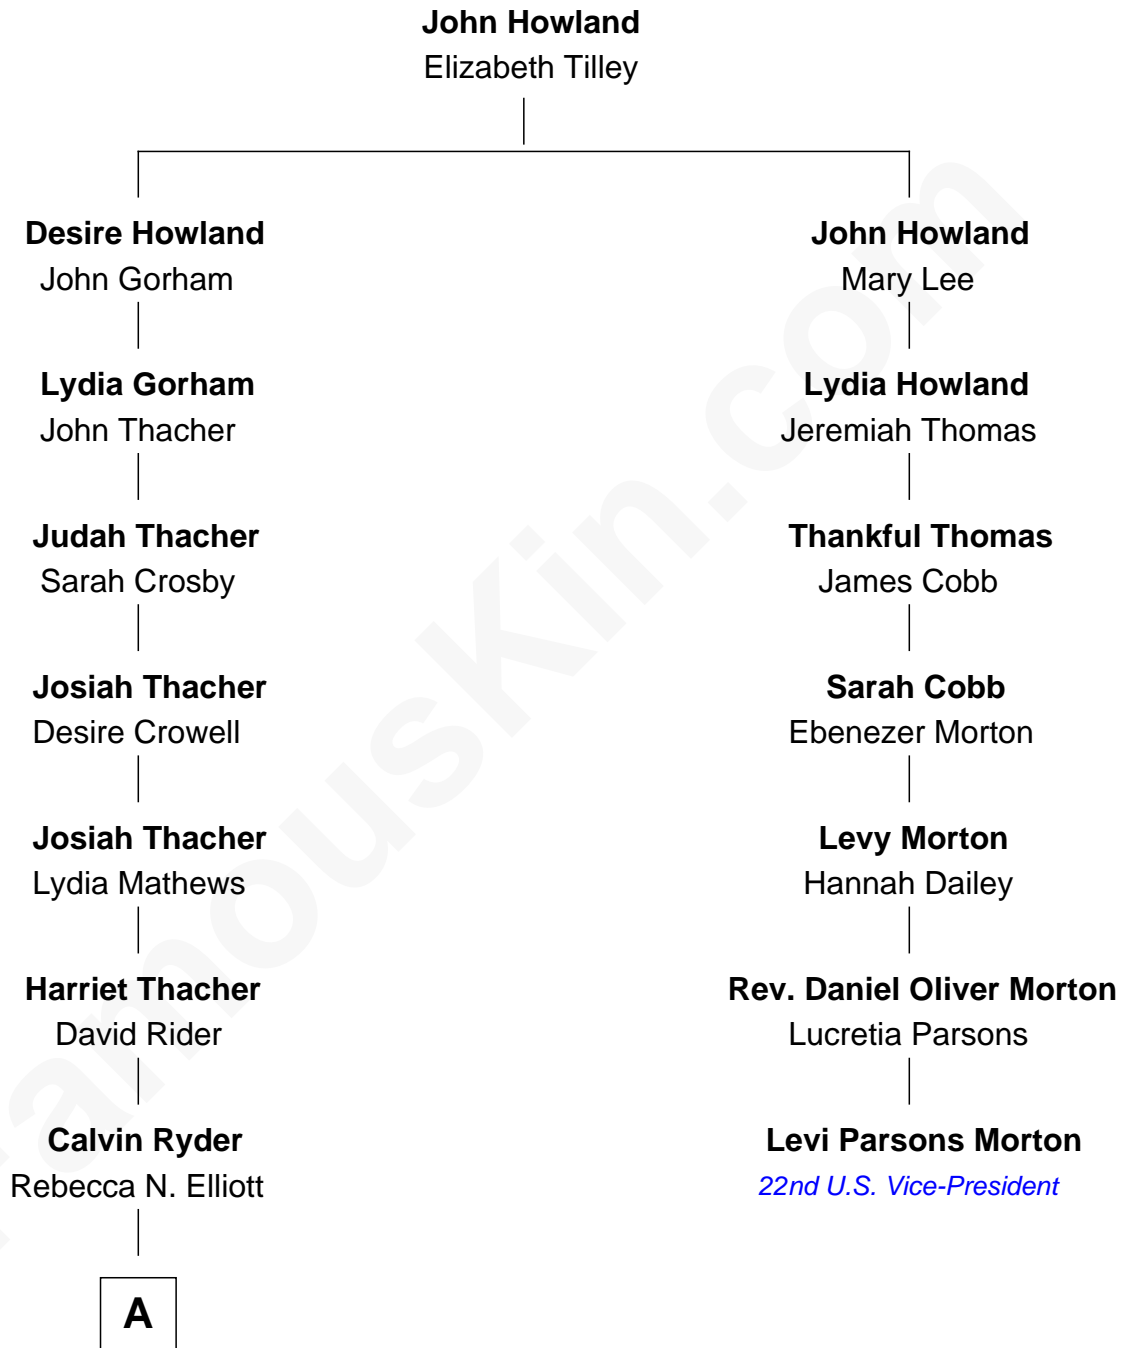 John Howland
Elizabeth Tilley
Desire Howland
John Gorham
John Howland
Mary Lee
Lydia Gorham
John Thacher
Lydia Howland
Jeremiah Thomas
Judah Thacher
Sarah Crosby
Thankful Thomas
James Cobb
Josiah Thacher
Desire Crowell
Sarah Cobb
Ebenezer Morton
Josiah Thacher
Lydia Mathews
Levy Morton
Hannah Dailey
Harriet Thacher
David Rider
Rev. Daniel Oliver Morton
Lucretia Parsons
Calvin Ryder
Rebecca N. Elliott
Levi Parsons Morton
22nd U.S. Vice-President
A
FamousKin.com